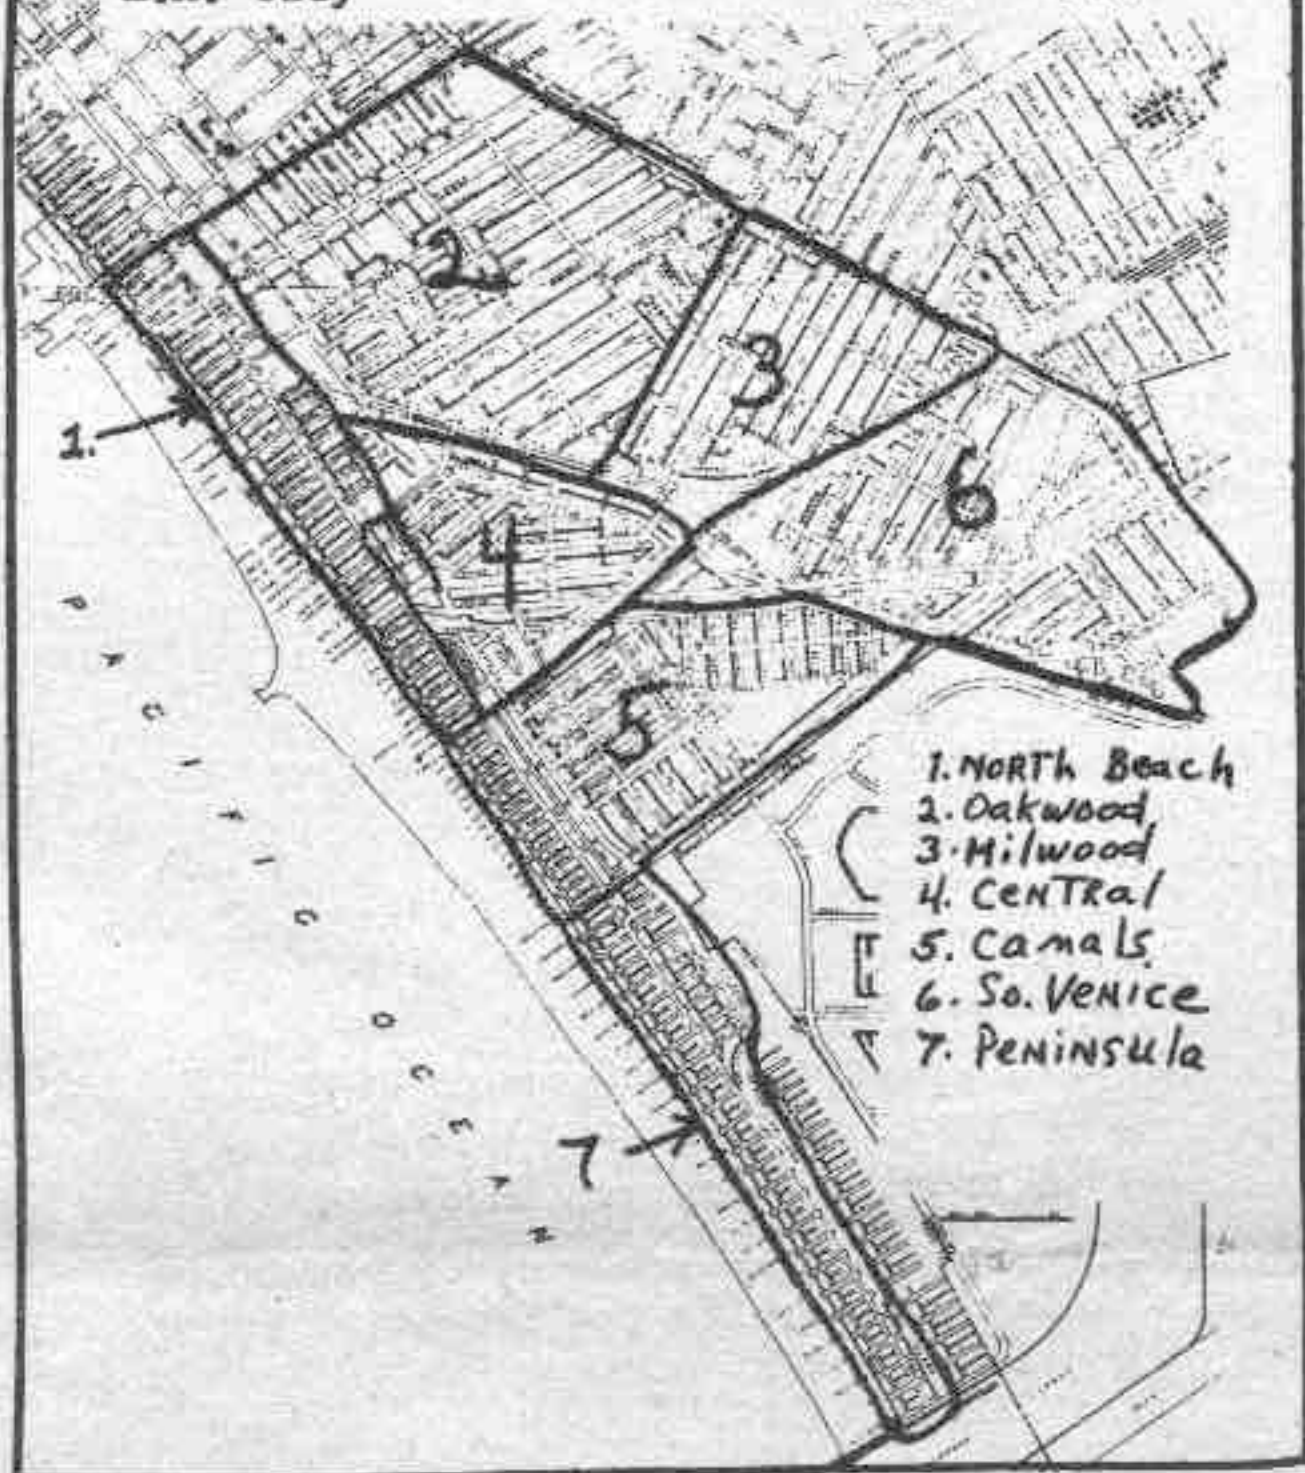 2
3
1.
6
4
PACIFIC OCEAN
5
1. NORTh Beach
2. Oakwood
3. Milwood
4. CENTRal
5. Canals
6. So. VENICE
7. PENINSUla
7